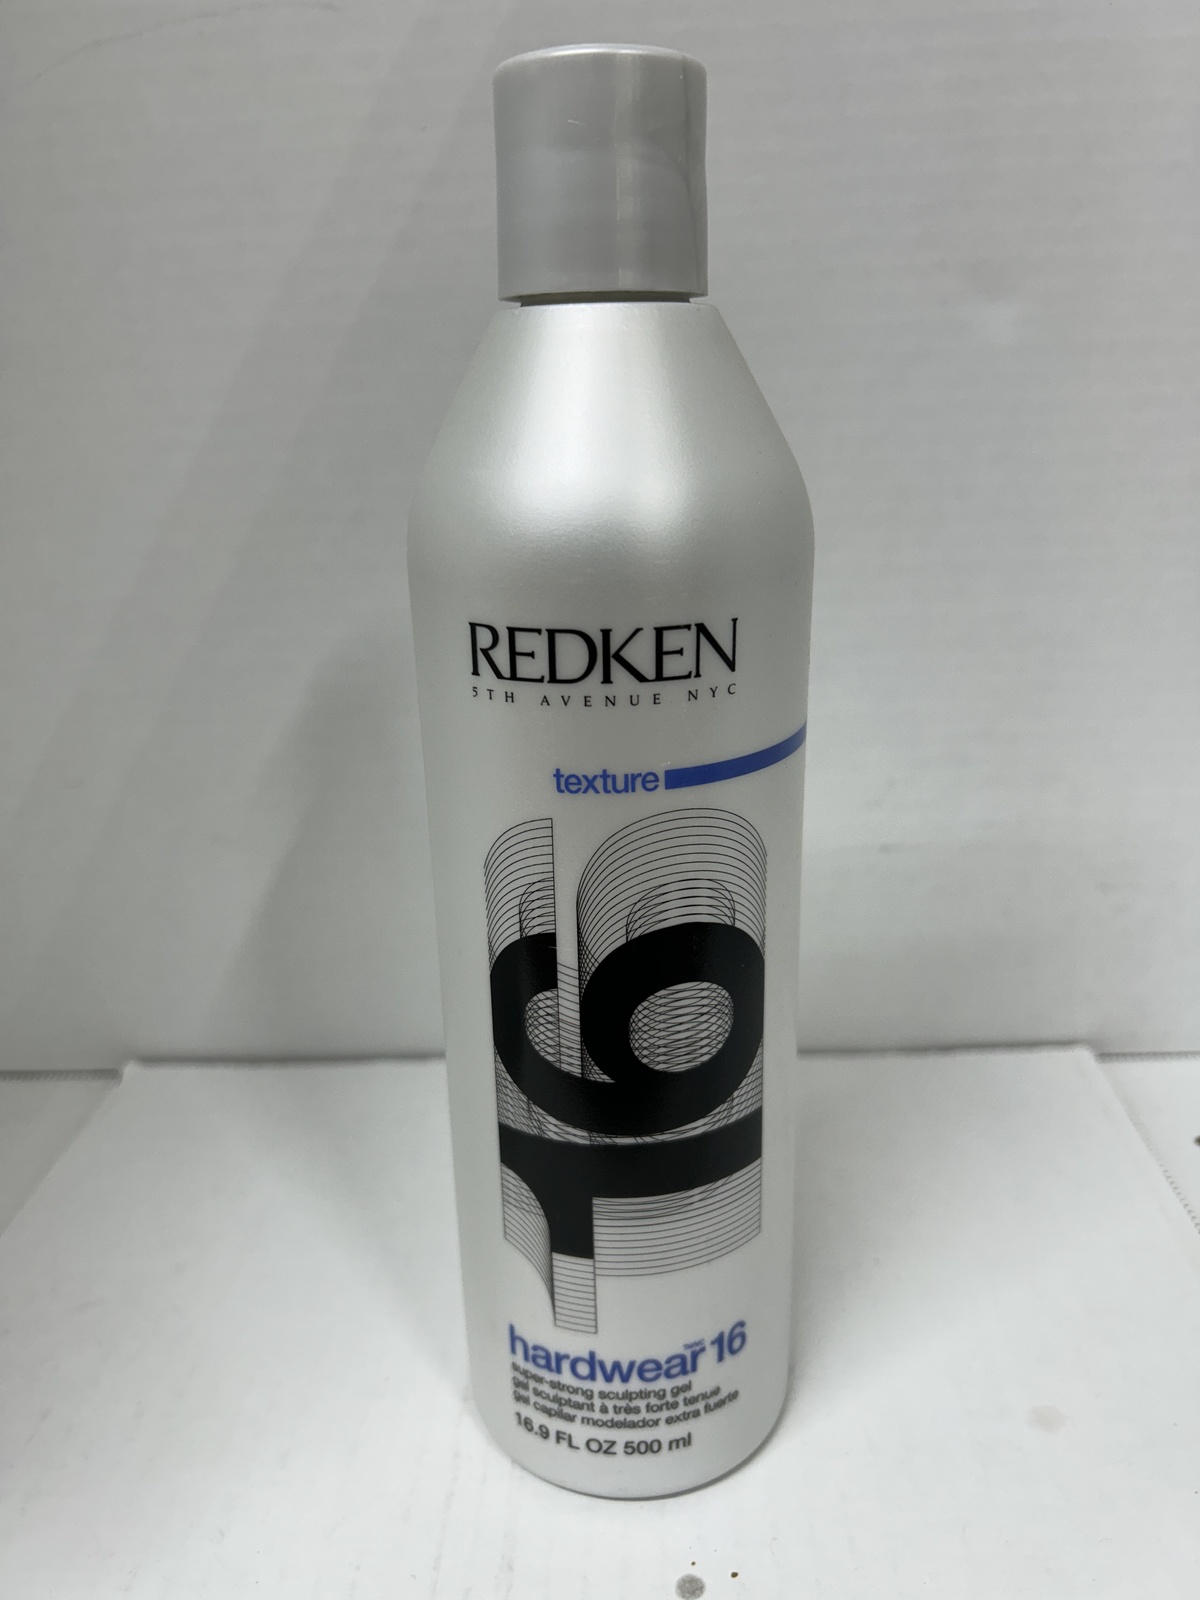 REDKEN
5TH AVENUE NYC
texture
16
hardwear 16
super-strong sculpting gel
gel sculptant à très forte tenue
gel capilar modelador extra fuerte
16.9 FL OZ 500 ml